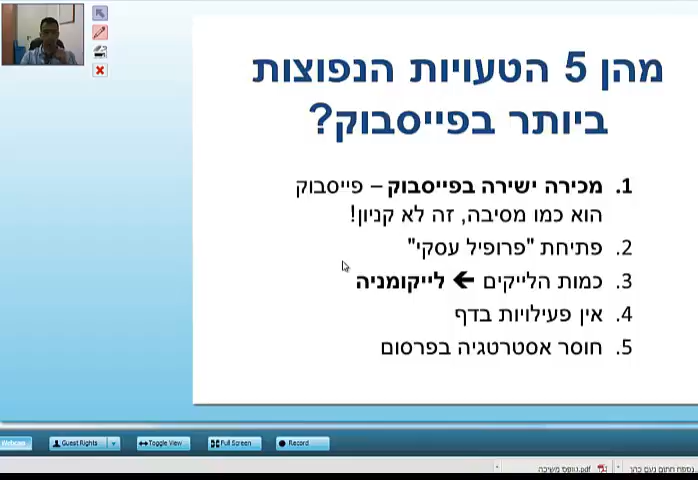 מהן 5 הטעויות הנפוצות
ביותר בפייסבוק?
1. מכירה ישירה בפייסבוק – פייסבוק
הוא כמו מסיבה, זה לא קניון!
2. פתיחת "פרופיל עסקי"
3. כמות הלייקים ← לייקומניה
4. אין פעילויות בדף
5. חוסר אסטרטגיה בפרסום
Webcam Guest Rights Toggle View Full Screen Record